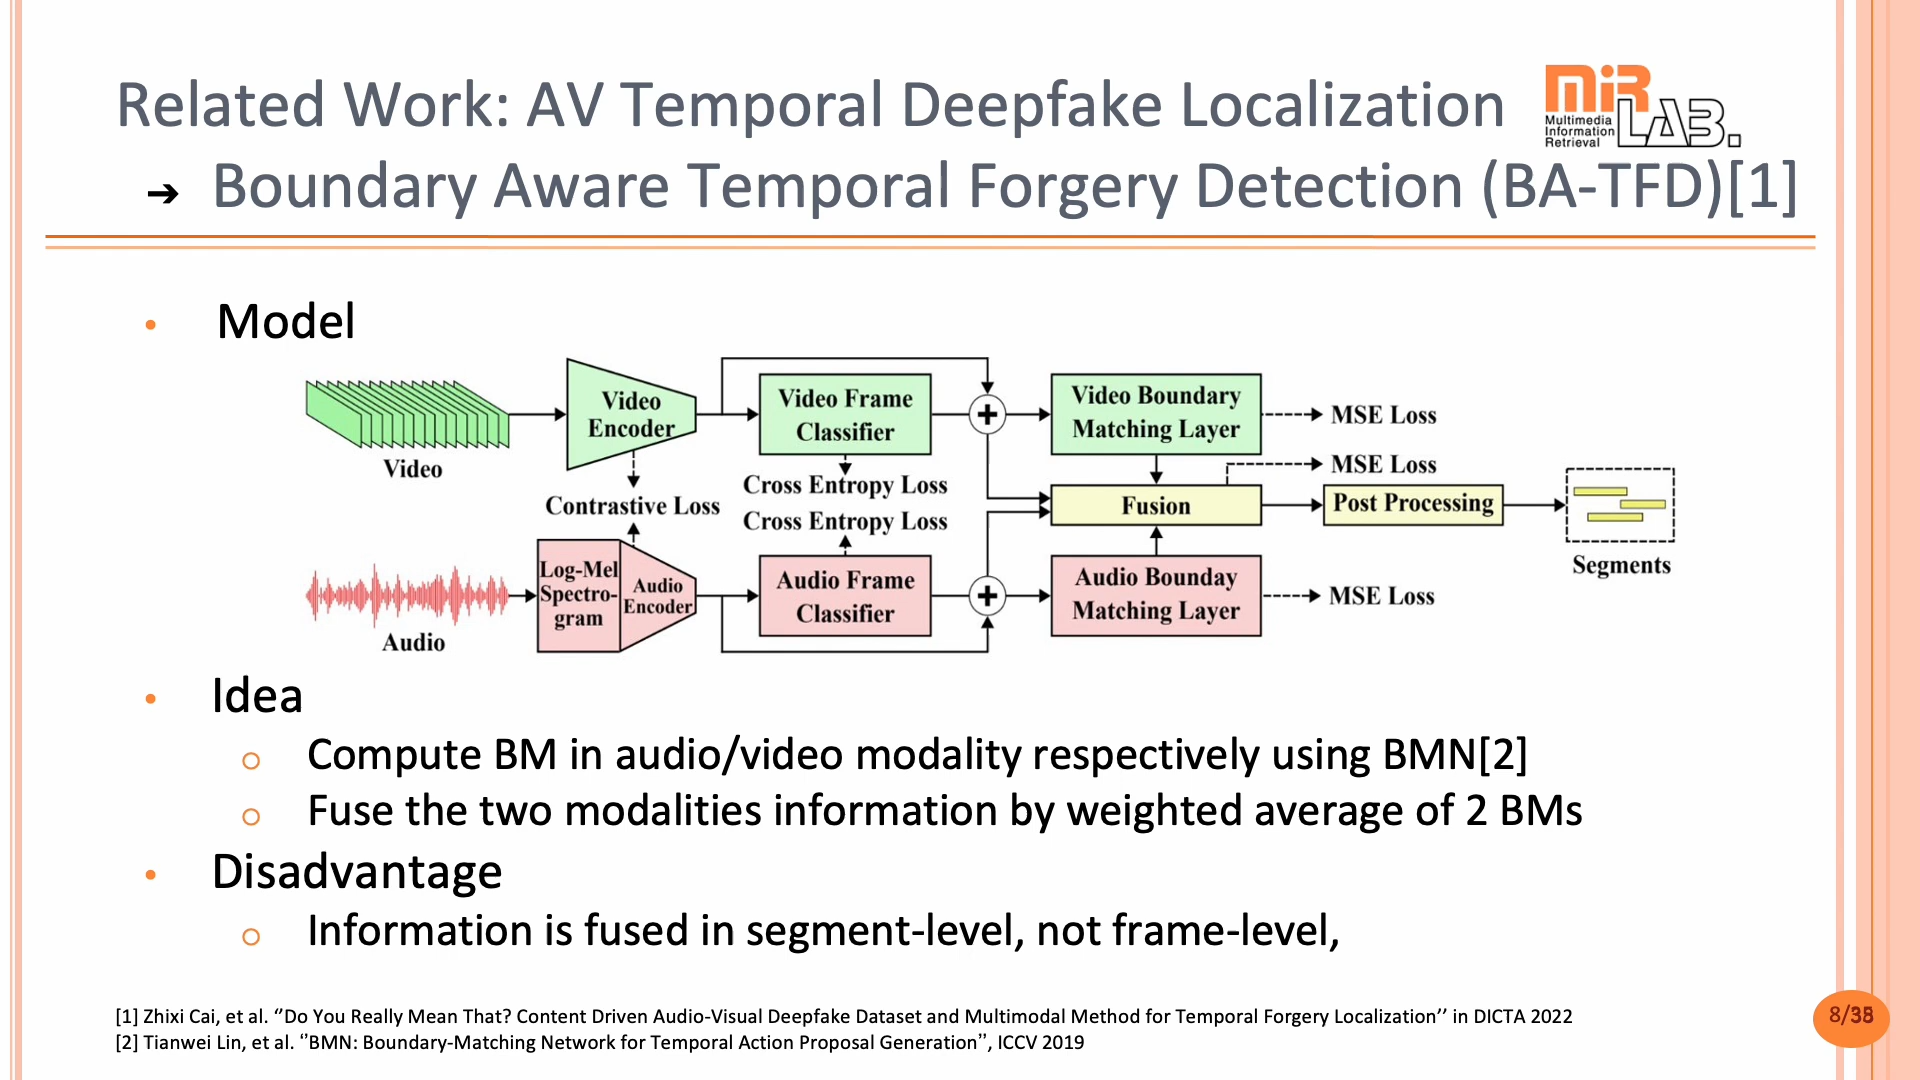 Related Work: AV Temporal Deepfake Localization
MiR LAB.
Multimedia
Information
Retrieval
➔ Boundary Aware Temporal Forgery Detection (BA-TFD)[1]
• Model
Video
Video
Encoder
Video Frame
Classifier
Video Boundary
Matching Layer
MSE Loss
Contrastive Loss
Cross Entropy Loss
Cross Entropy Loss
MSE Loss
Fusion
Post Processing
Segments
Audio
Log-Mel
Spectro-
gram
Audio
Encoder
Audio Frame
Classifier
Audio Bounday
Matching Layer
MSE Loss
• Idea
○ Compute BM in audio/video modality respectively using BMN[2]
○ Fuse the two modalities information by weighted average of 2 BMs
• Disadvantage
○ Information is fused in segment-level, not frame-level,
[1] Zhixi Cai, et al. ‘’Do You Really Mean That? Content Driven Audio-Visual Deepfake Dataset and Multimodal Method for Temporal Forgery Localization’’ in DICTA 2022
[2] Tianwei Lin, et al. ‘’BMN: Boundary-Matching Network for Temporal Action Proposal Generation’’, ICCV 2019